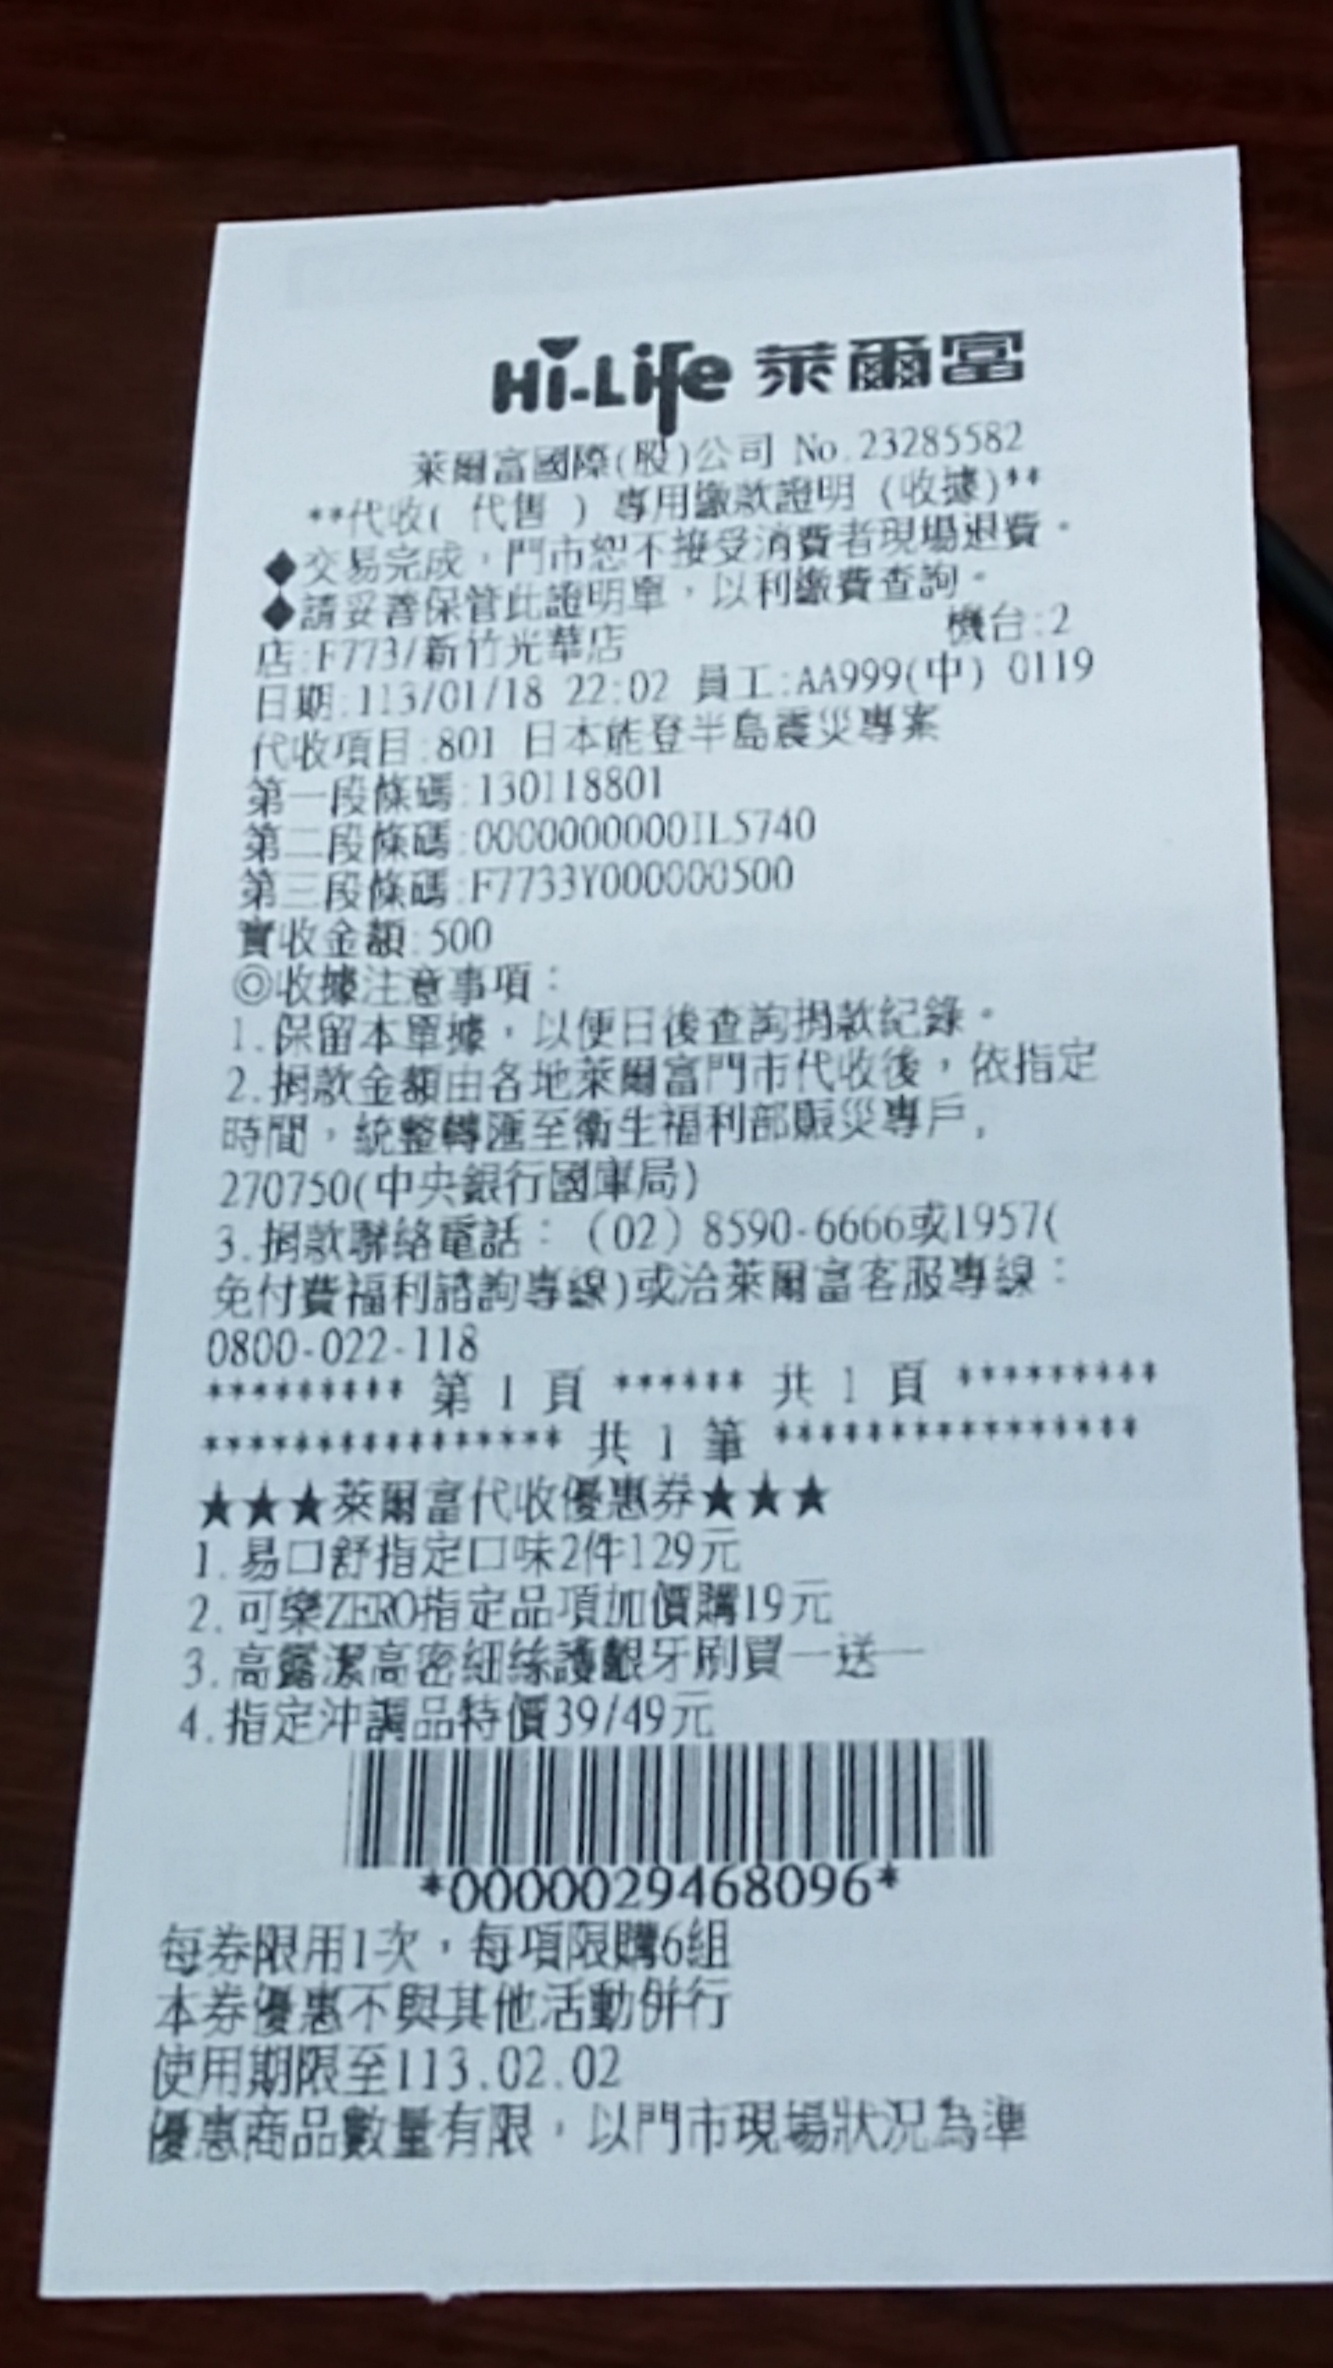 Hi-Life 萊爾富
萊爾富國際(股)公司 No.23285582
**代收( 代售 ) 專用繳款證明 (收據)**
◆交易完成,門市恕不接受消費者現場退費。
◆請妥善保管此證明單,以利繳費查詢。
店:F773/新竹光華店 機台:2
日期:113/01/18 22:02 員工:AA999(中) 0119
代收項目:801 日本能登半島震災專案
第一段條碼:130118801
第二段條碼:0000000000IL5740
第三段條碼:F7733Y000000500
實收金額:500
◎收據注意事項:
1.保留本單據,以便日後查詢捐款紀錄。
2.捐款金額由各地萊爾富門市代收後,依指定
時間,統整轉匯至衛生福利部賑災專戶,
270750(中央銀行國庫局)
3.捐款聯絡電話: (02) 8590-6666或1957(
免付費福利諮詢專線)或洽萊爾富客服專線:
0800-022-118
********* 第 1 頁 ****** 共 1 頁 *********
**************** 共 1 筆 ****************
★★★萊爾富代收優惠券★★★
1.易口舒指定口味2件129元
2.可樂ZERO指定品項加價購19元
3.高露潔高密細絲護齦牙刷買一送一
4.指定沖調品特價39/49元
*0000029468096*
每券限用1次,每項限購6組
本券優惠不與其他活動併行
使用期限至113.02.02
優惠商品數量有限,以門市現場狀況為準